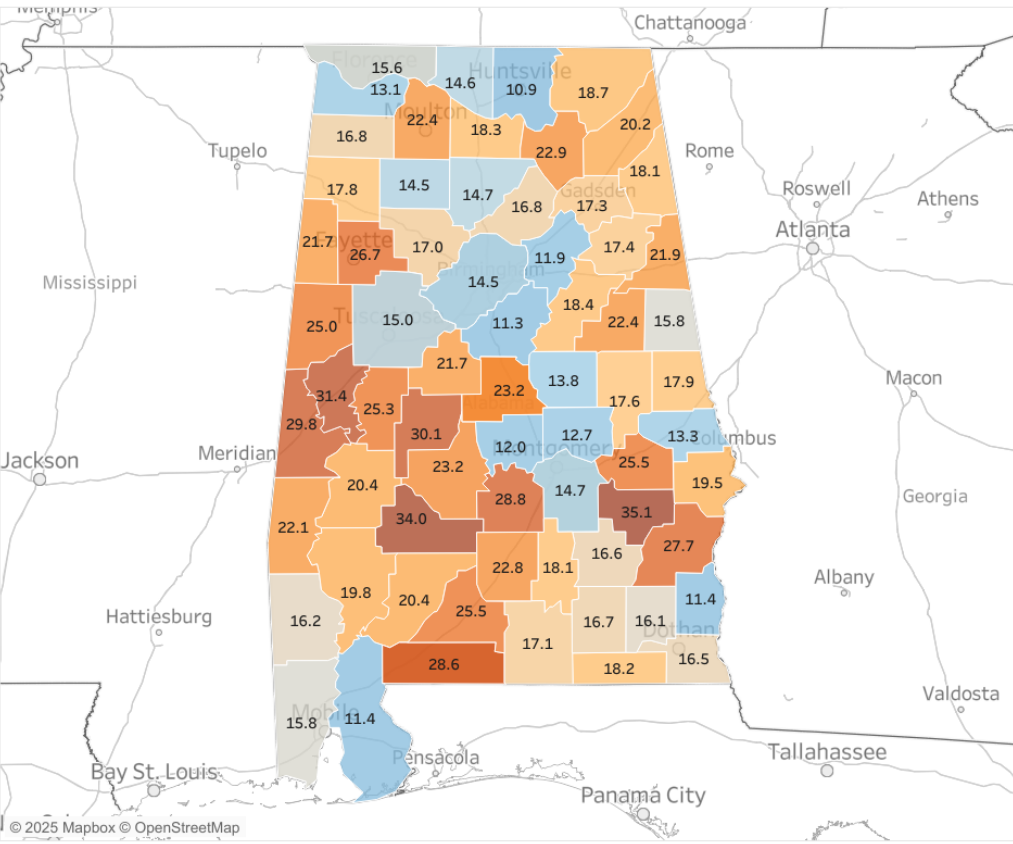 Memphis
Chattanooga
Florence
Huntsville
15.6
14.6
10.9
18.7
13.1
Moulton
22.4
18.3
20.2
16.8
22.9
Tupelo
Rome
18.1
17.8
14.5
14.7
16.8
Gadsden
17.3
Roswell
Athens
Atlanta
21.7
Fayette
26.7
17.0
17.4
21.9
11.9
Birmingham
14.5
Mississippi
18.4
25.0
Tuscaloosa
15.0
11.3
22.4
15.8
21.7
13.8
17.9
Macon
31.4
25.3
23.2
Alabama
17.6
29.8
30.1
12.0
12.7
Montgomery
13.3
Columbus
Jackson
Meridian
23.2
25.5
20.4
28.8
14.7
19.5
Georgia
22.1
34.0
35.1
27.7
16.6
22.8
18.1
Albany
19.8
20.4
25.5
11.4
Hattiesburg
16.2
16.7
16.1
Dothan
17.1
16.5
28.6
18.2
Valdosta
Mobile
15.8
11.4
Pensacola
Tallahassee
Bay St. Louis
Panama City
© 2025 Mapbox © OpenStreetMap